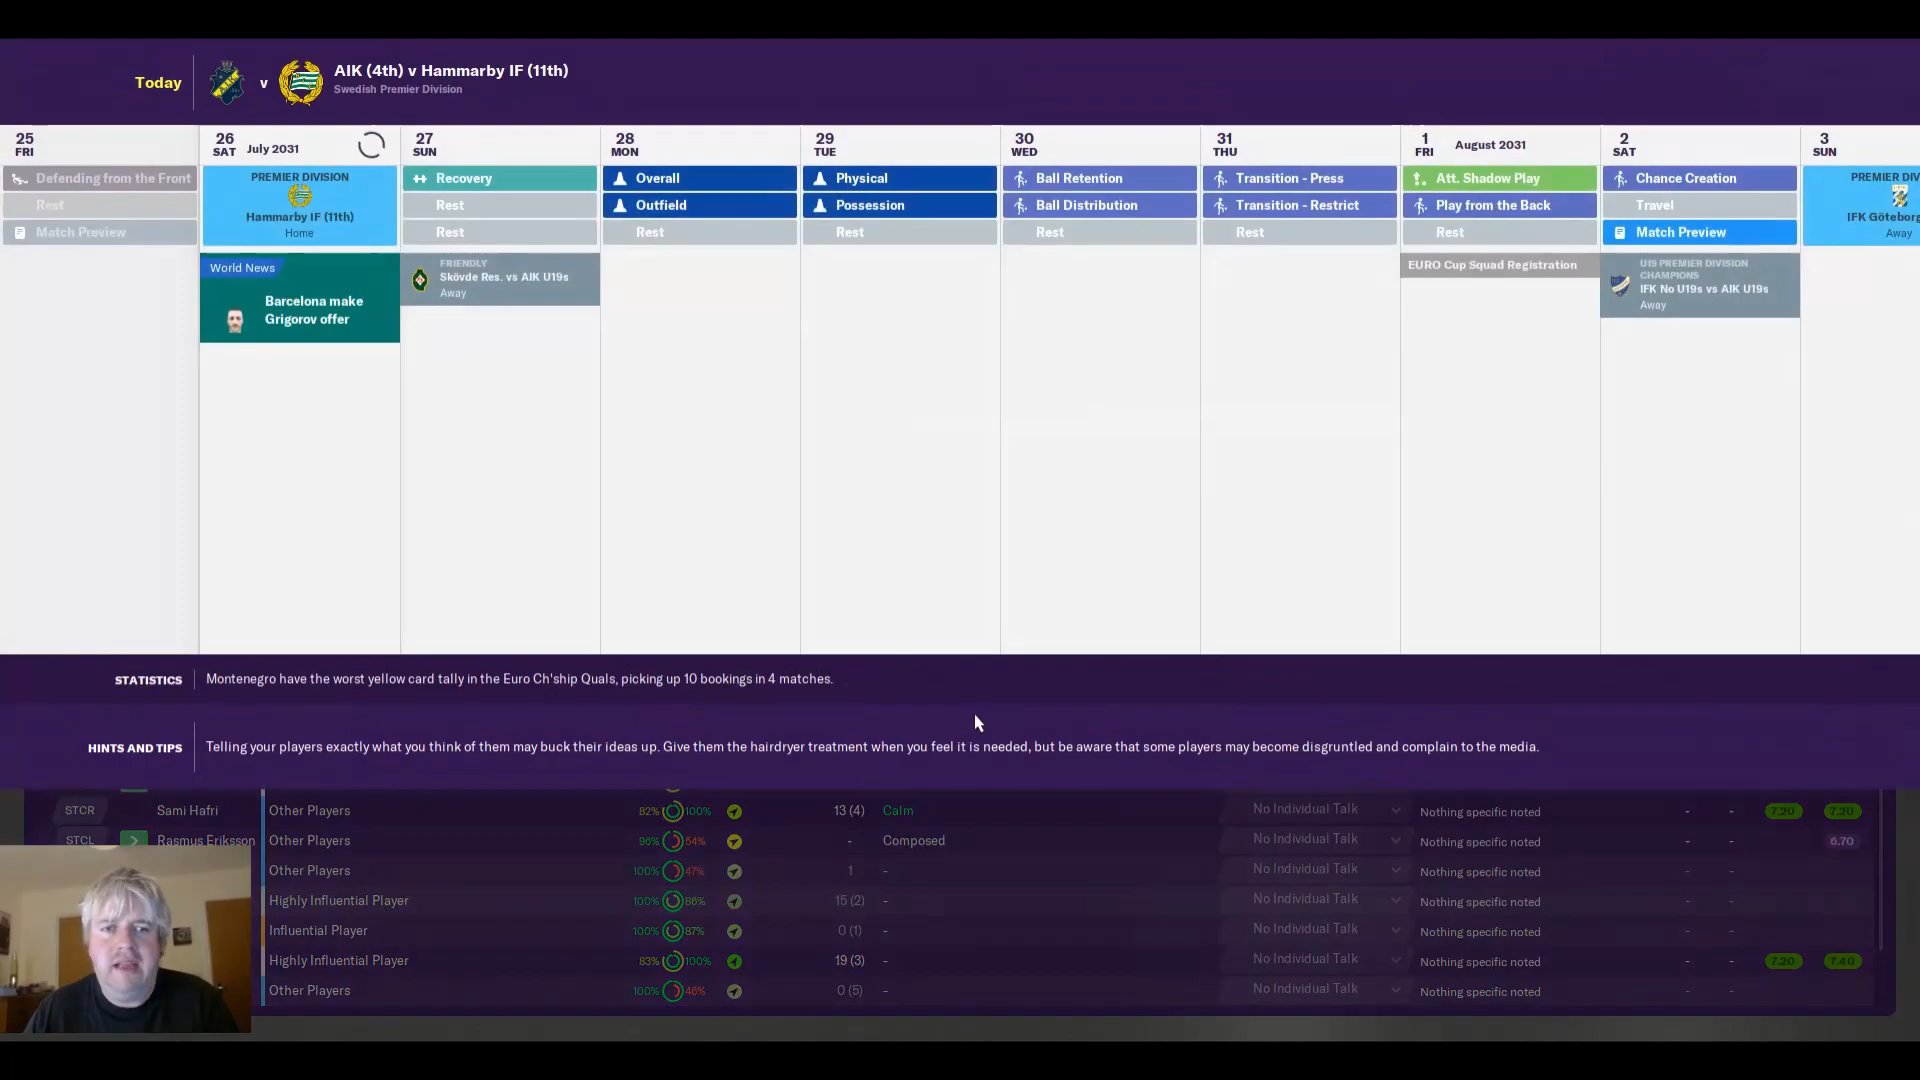 Today
v
AIK (4th) v Hammarby IF (11th)
Swedish Premier Division
25
FRI
Defending from the Front
Rest
Match Preview
26
SAT July 2031
PREMIER DIVISION
Hammarby IF (11th)
Home
World News
Barcelona make
Grigorov offer
27
SUN
Recovery
Rest
Rest
FRIENDLY
Skövde Res. vs AIK U19s
Away
28
MON
Overall
Outfield
Rest
29
TUE
Physical
Possession
Rest
30
WED
Ball Retention
Ball Distribution
Rest
31
THU
Transition - Press
Transition - Restrict
Rest
1
FRI August 2031
Att. Shadow Play
Play from the Back
Rest
EURO Cup Squad Registration
2
SAT
Chance Creation
Travel
Match Preview
U19 PREMIER DIVISION
CHAMPIONS
IFK No U19s vs AIK U19s
Away
3
SUN
PREMIER DIV
IFK Göteborg
Away
STATISTICS Montenegro have the worst yellow card tally in the Euro Ch'ship Quals, picking up 10 bookings in 4 matches.
HINTS AND TIPS Telling your players exactly what you think of them may buck their ideas up. Give them the hairdryer treatment when you feel it is needed, but be aware that some players may become disgruntled and complain to the media.
STCR Sami Hafri Other Players 82% 100% 13 (4) Calm No Individual Talk Nothing specific noted - - 7.20 7.20
STCL Rasmus Eriksson Other Players 96% 54% - Composed No Individual Talk Nothing specific noted - - 6.70
Other Players 100% 47% 1 - No Individual Talk Nothing specific noted - -
Highly Influential Player 100% 86% 15 (2) - No Individual Talk Nothing specific noted - -
Influential Player 100% 87% 0 (1) - No Individual Talk Nothing specific noted - -
Highly Influential Player 83% 100% 19 (3) - No Individual Talk Nothing specific noted - - 7.20 7.40
Other Players 100% 46% 0 (5) - No Individual Talk Nothing specific noted - -